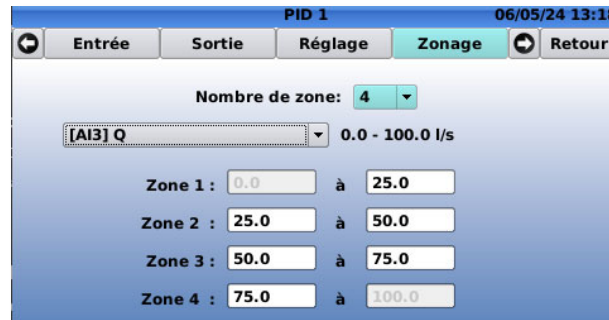 PID 1 06/05/24 13:18
Entrée Sortie Réglage Zonage Retour
Nombre de zone: 4
[AI3] Q 0.0 - 100.0 l/s
Zone 1 : 0.0 à 25.0
Zone 2 : 25.0 à 50.0
Zone 3 : 50.0 à 75.0
Zone 4 : 75.0 à 100.0